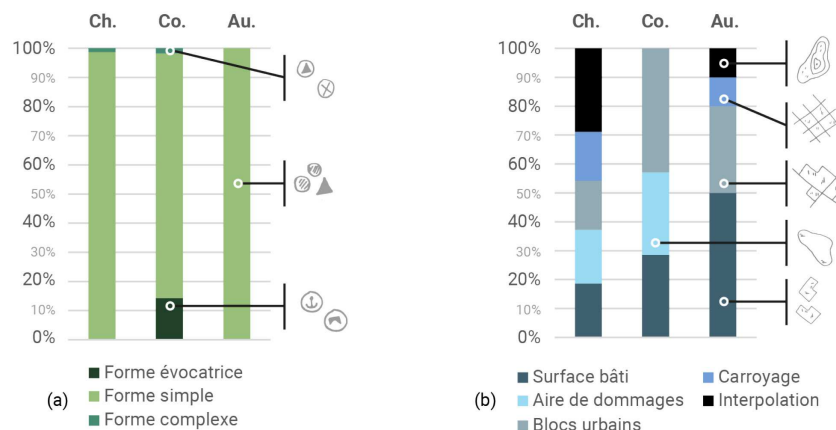 Ch. Co. Au.
100%
90%
80%
70%
60%
50%
40%
30%
20%
10%
0%
Forme évocatrice
Forme simple
Forme complexe
(a)
Ch. Co. Au.
100%
90%
80%
70%
60%
50%
40%
30%
20%
10%
0%
Surface bâti Carroyage
Aire de dommages Interpolation
Blocs urbains
(b)